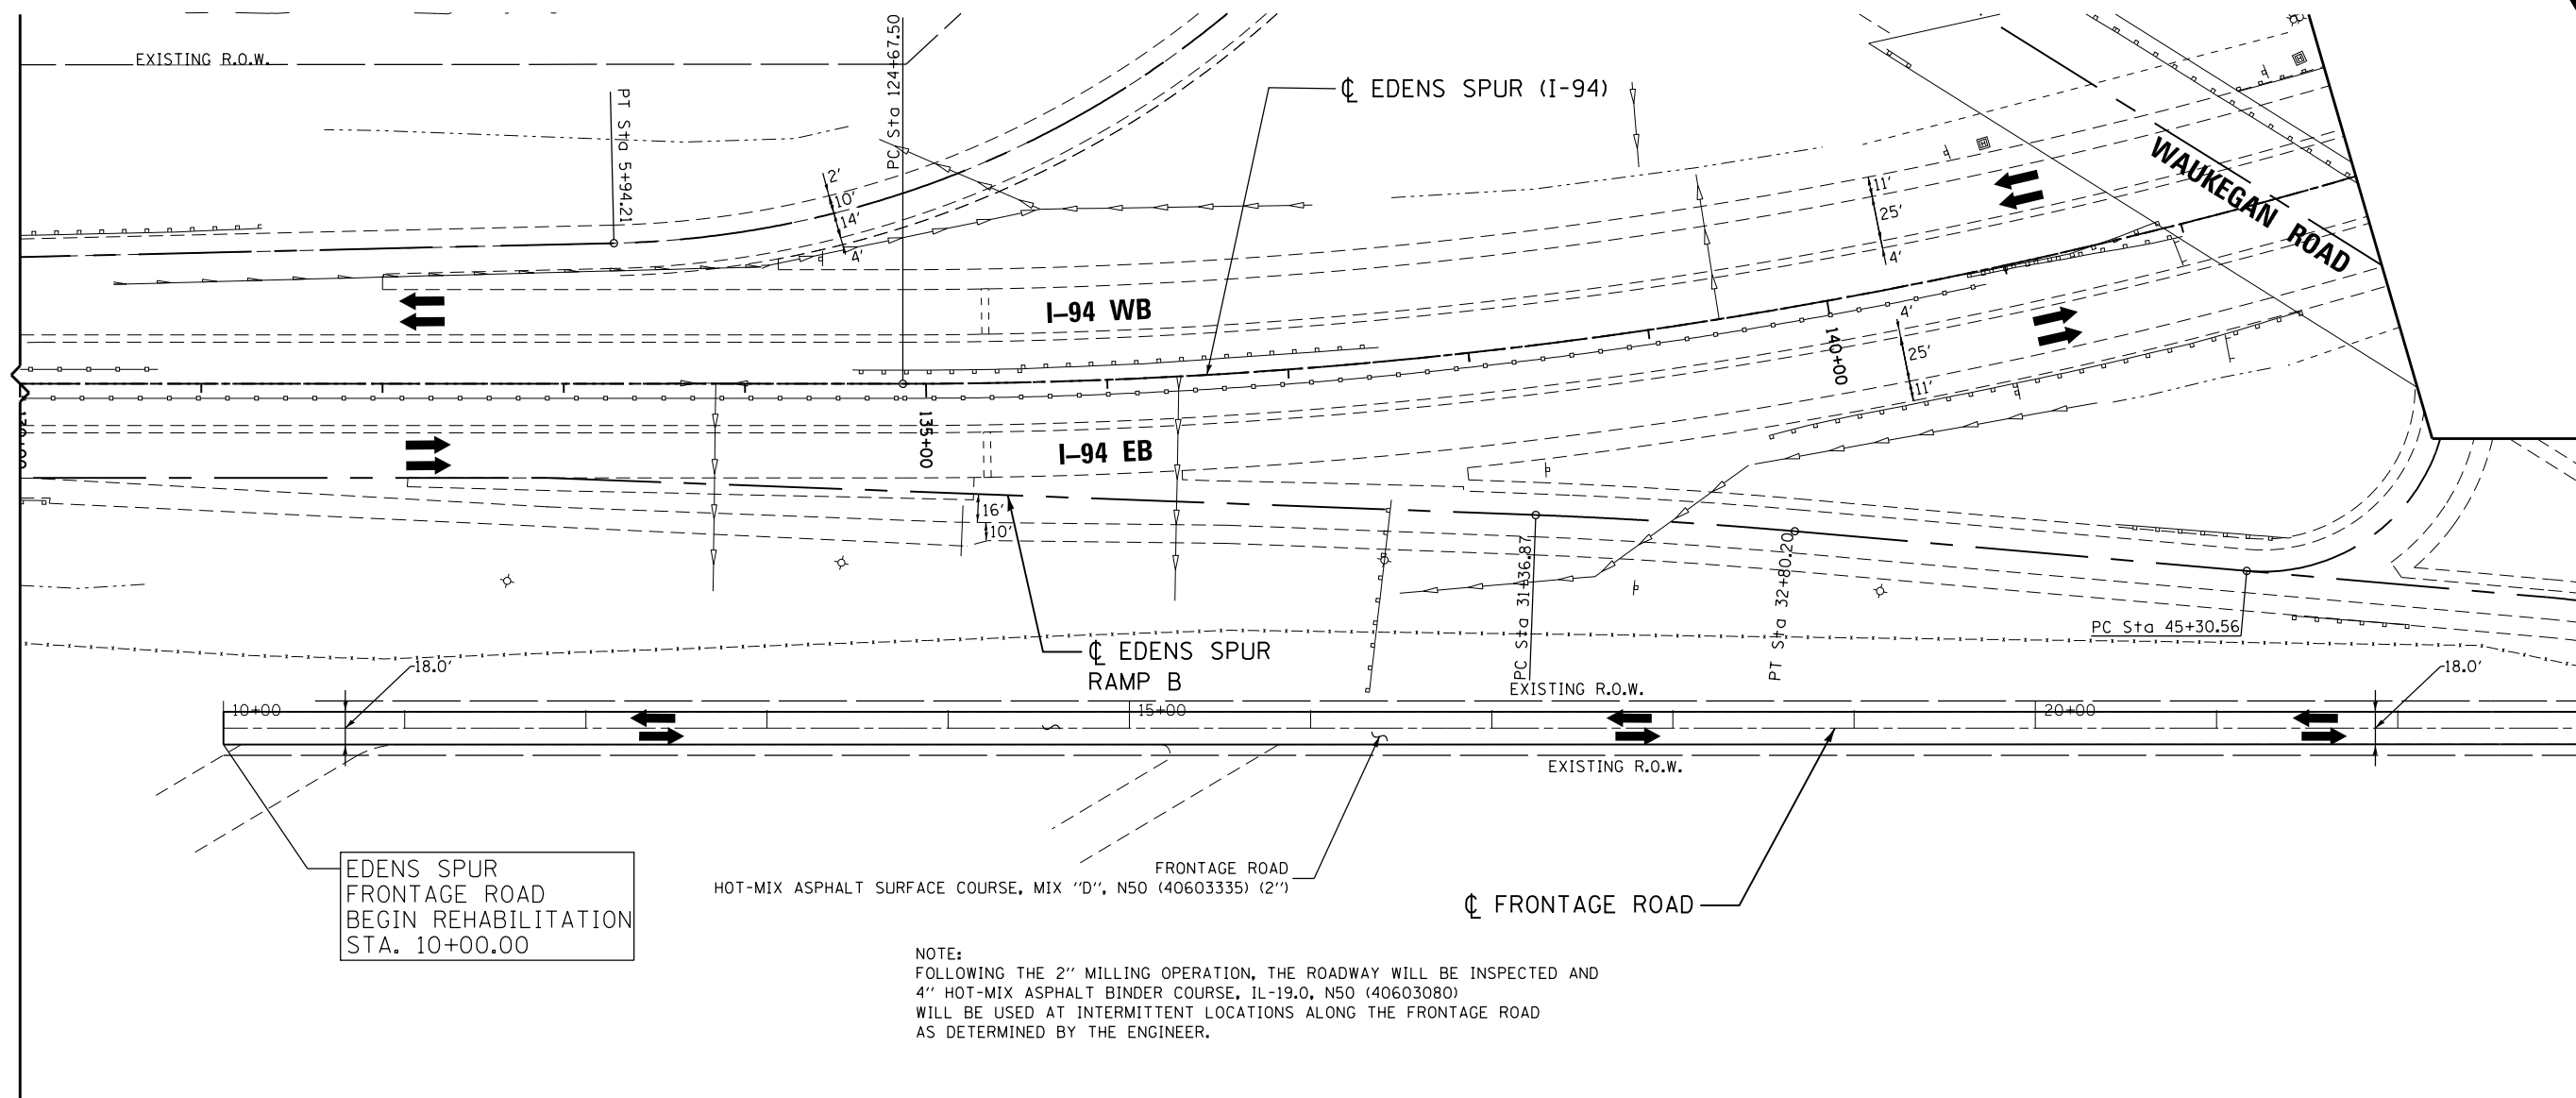 EXISTING R.O.W.
PT Sta 5+94.21
PC Sta 124+67.50
℄ EDENS SPUR (I-94)
WAUKEGAN ROAD
2'
10'
14'
4'
11'
25'
4'
I-94 WB
4'
25'
11'
140+00
130+00
135+00
I-94 EB
16'
10'
PC Sta 31+36.87
PT Sta 32+80.20
PC Sta 45+30.56
℄ EDENS SPUR
RAMP B
18.0'
18.0'
EXISTING R.O.W.
10+00
15+00
20+00
EXISTING R.O.W.
EDENS SPUR
FRONTAGE ROAD
BEGIN REHABILITATION
STA. 10+00.00
FRONTAGE ROAD
HOT-MIX ASPHALT SURFACE COURSE, MIX "D", N50 (40603335) (2")
℄ FRONTAGE ROAD
NOTE:
FOLLOWING THE 2" MILLING OPERATION, THE ROADWAY WILL BE INSPECTED AND
4" HOT-MIX ASPHALT BINDER COURSE, IL-19.0, N50 (40603080)
WILL BE USED AT INTERMITTENT LOCATIONS ALONG THE FRONTAGE ROAD
AS DETERMINED BY THE ENGINEER.